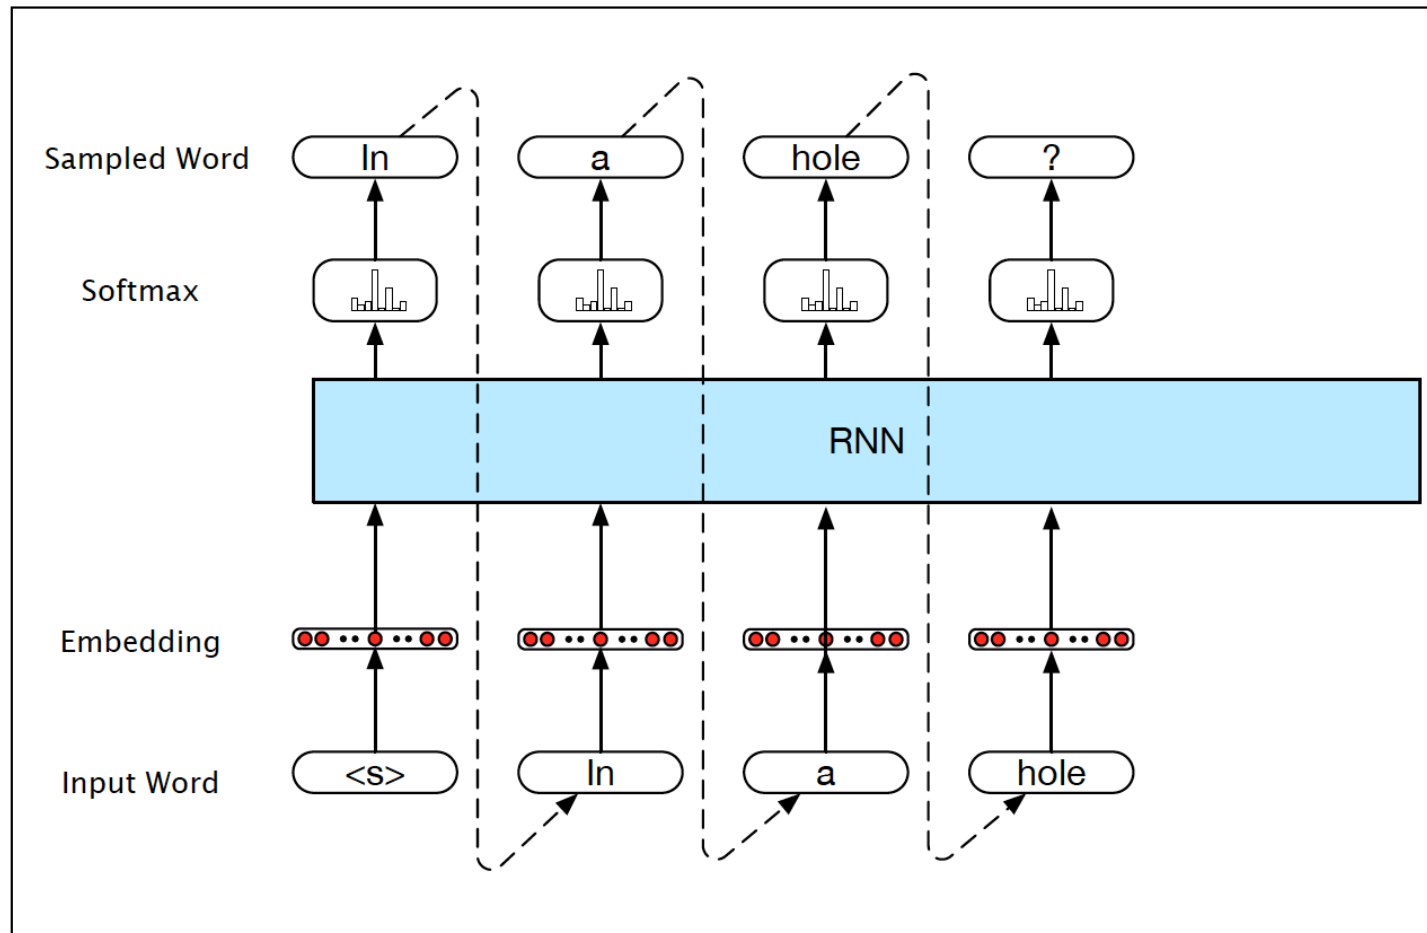 Sampled Word In a hole ?
Softmax
RNN
Embedding
Input Word <s> In a hole